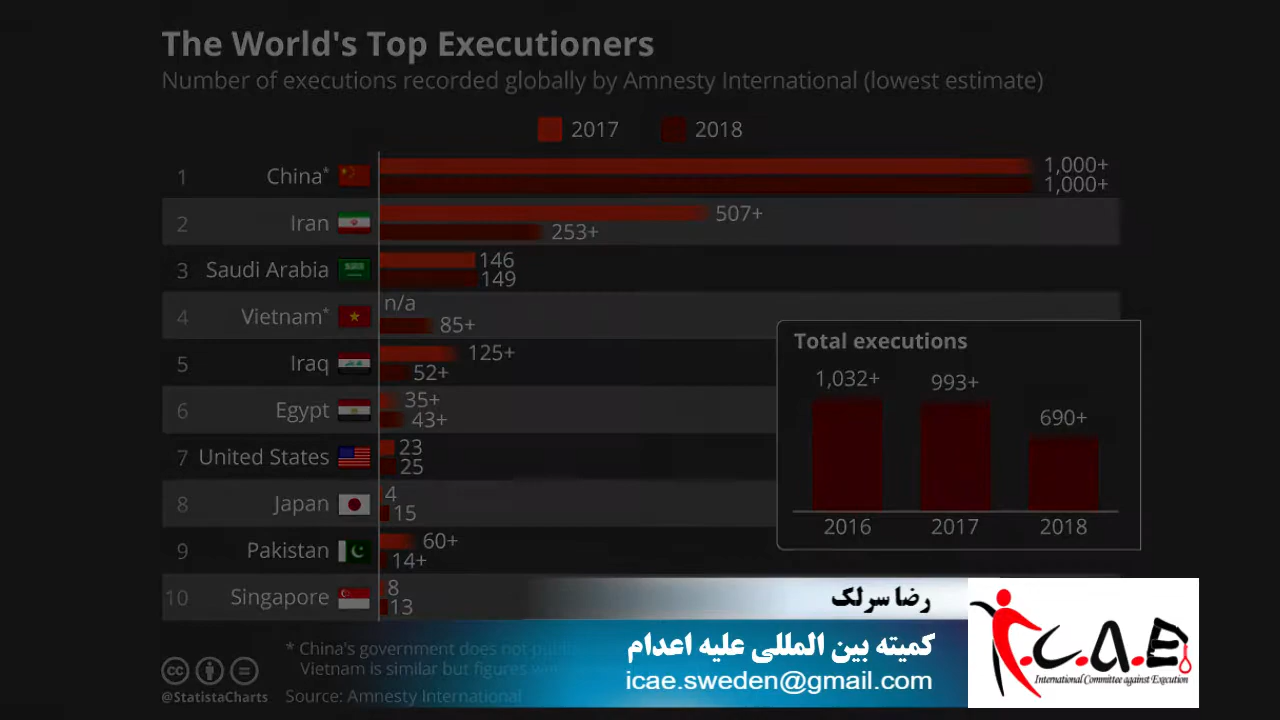 The World's Top Executioners
Number of executions recorded globally by Amnesty International (lowest estimate)
2017 2018
1 China* 1,000+
1,000+
2 Iran 507+
253+
3 Saudi Arabia 146
149
4 Vietnam* n/a
85+
5 Iraq 125+
52+
6 Egypt 35+
43+
7 United States 23
25
8 Japan 4
15
9 Pakistan 60+
14+
10 Singapore 8
13
Total executions
1,032+ 993+ 690+
2016 2017 2018
* China's government does not
Vietnam is similar but figures
@StatistaCharts Source: Amnesty International
رضا سرلک
کمیته بین المللی علیه اعدام
icae.sweden@gmail.com
I.C.A.E
International Committee against Execution